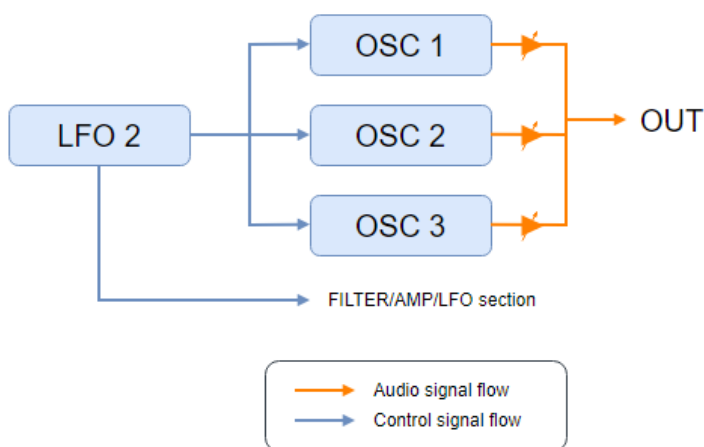 OSC 1
LFO 2
OSC 2
OUT
OSC 3
FILTER/AMP/LFO section
Audio signal flow
Control signal flow